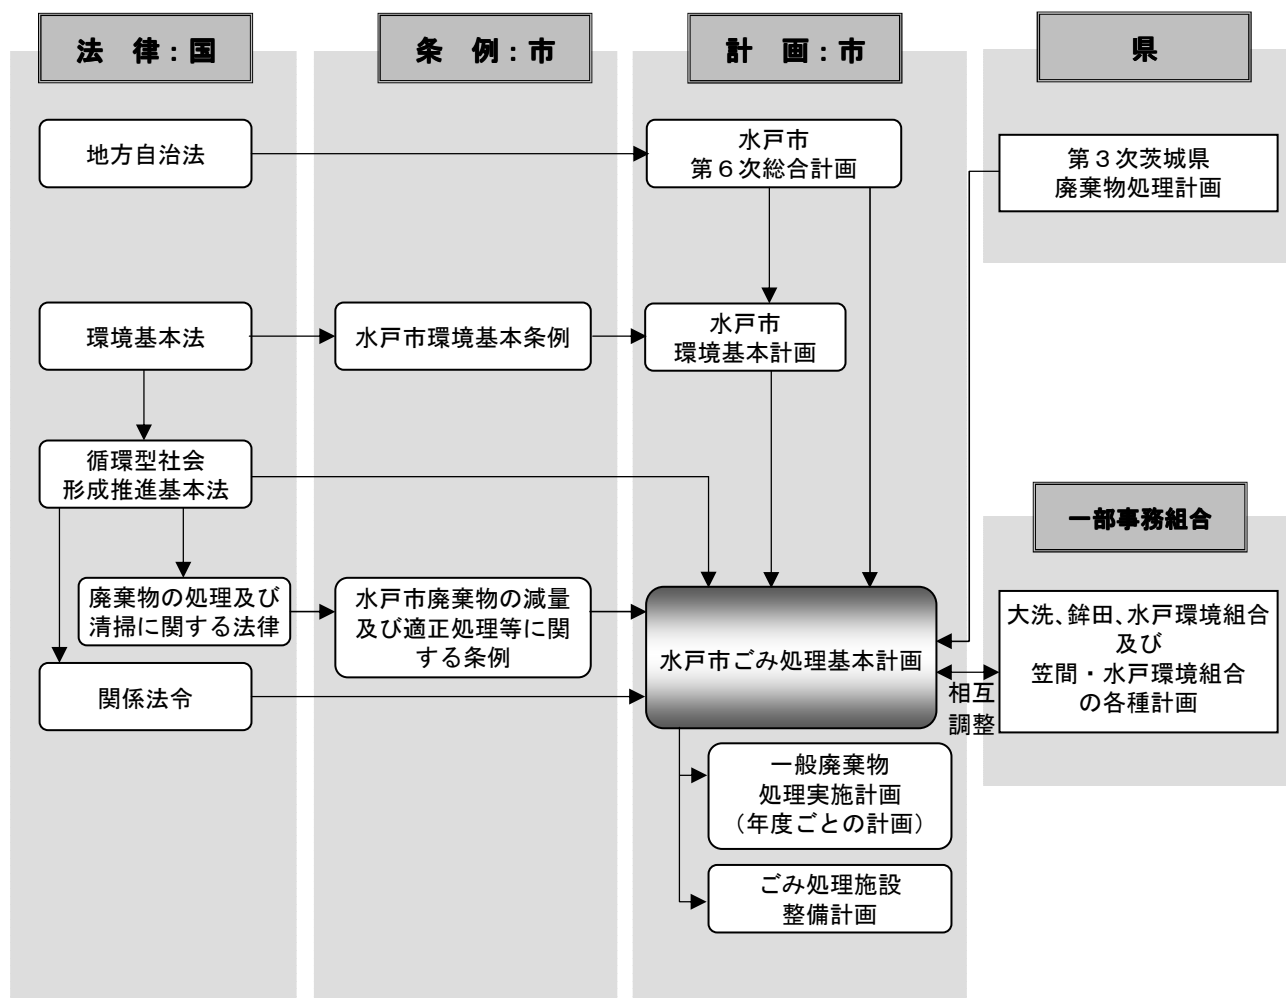 法　律：国
条　例：市
計　画：市
県
地方自治法
水戸市
第６次総合計画
第３次茨城県
廃棄物処理計画
環境基本法
水戸市環境基本条例
水戸市
環境基本計画
循環型社会
形成推進基本法
一部事務組合
廃棄物の処理及び
清掃に関する法律
水戸市廃棄物の減量
及び適正処理等に関
する条例
水戸市ごみ処理基本計画
大洗、鉾田、水戸環境組合
及び
笠間・水戸環境組合
の各種計画
相互
調整
関係法令
一般廃棄物
処理実施計画
（年度ごとの計画）
ごみ処理施設
整備計画